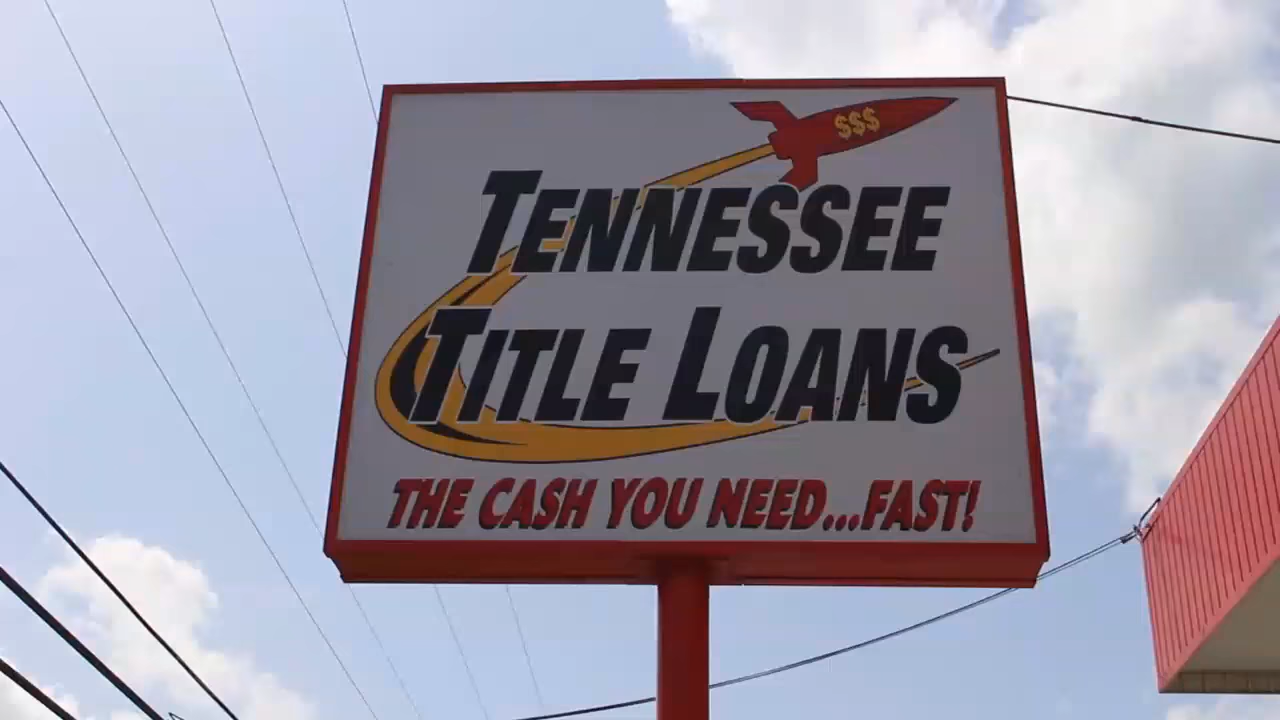 $$$
TENNESSEE
TITLE LOANS
THE CASH YOU NEED...FAST!